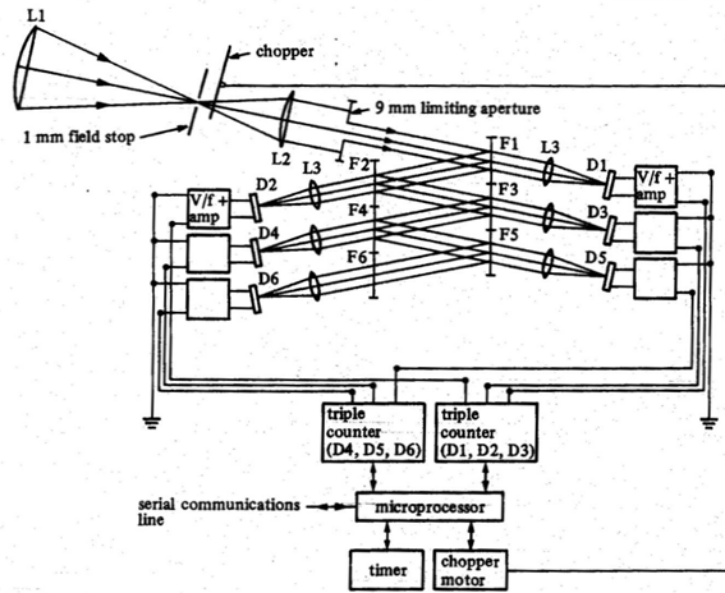 L1
chopper
9 mm limiting aperture
1 mm field stop
L2
F1
L3
D1
F2
L3
D2
V/f +
amp
V/f +
amp
F3
D3
F4
D4
F5
D5
F6
D6
triple
counter
(D4, D5, D6)
triple
counter
(D1, D2, D3)
serial communications
line
microprocessor
timer
chopper
motor